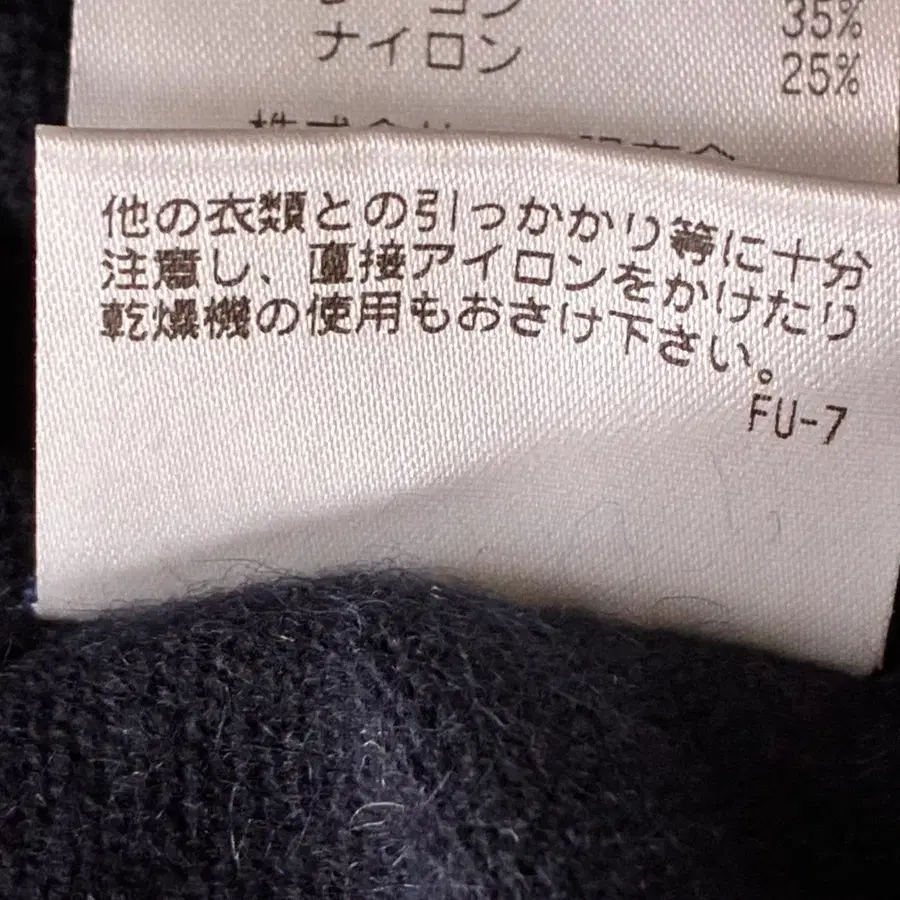 35%
ナイロン 25%
他の衣類との引っかかり等に十分
注意し、直接アイロンをかけたり
乾燥機の使用もおさけ下さい。
FU-7